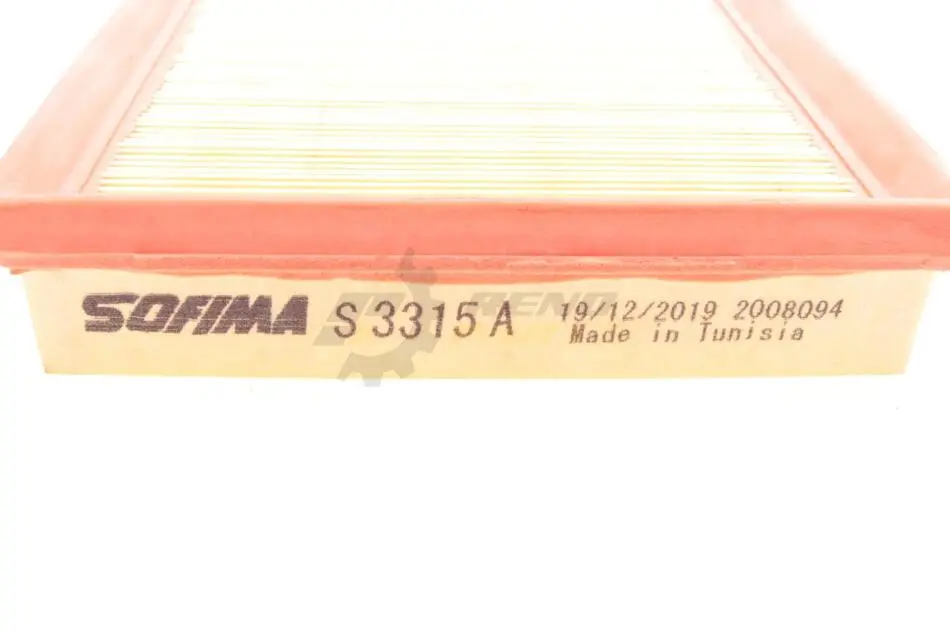 SOFIMA S 3315 A 19/12/2019 2008094
Made in Tunisia